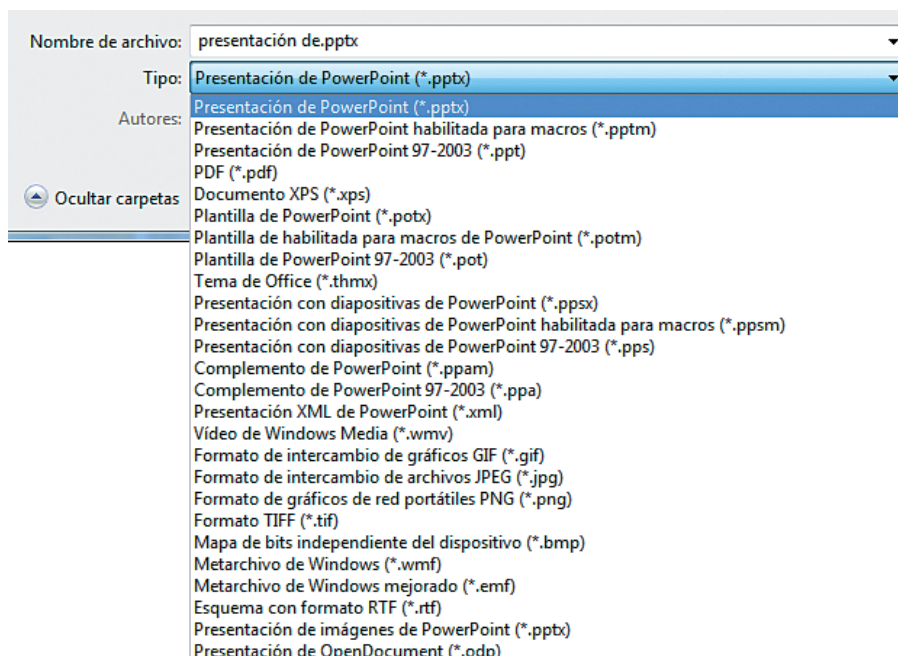 Nombre de archivo: presentación de.pptx
Tipo: Presentación de PowerPoint (*.pptx)
Autores:
Presentación de PowerPoint (*.pptx)
Presentación de PowerPoint habilitada para macros (*.pptm)
Presentación de PowerPoint 97-2003 (*.ppt)
PDF (*.pdf)
Documento XPS (*.xps)
Ocultar carpetas
Plantilla de PowerPoint (*.potx)
Plantilla de habilitada para macros de PowerPoint (*.potm)
Plantilla de PowerPoint 97-2003 (*.pot)
Tema de Office (*.thmx)
Presentación con diapositivas de PowerPoint (*.ppsx)
Presentación con diapositivas de PowerPoint habilitada para macros (*.ppsm)
Presentación con diapositivas de PowerPoint 97-2003 (*.pps)
Complemento de PowerPoint (*.ppam)
Complemento de PowerPoint 97-2003 (*.ppa)
Presentación XML de PowerPoint (*.xml)
Vídeo de Windows Media (*.wmv)
Formato de intercambio de gráficos GIF (*.gif)
Formato de intercambio de archivos JPEG (*.jpg)
Formato de gráficos de red portátiles PNG (*.png)
Formato TIFF (*.tif)
Mapa de bits independiente del dispositivo (*.bmp)
Metarchivo de Windows (*.wmf)
Metarchivo de Windows mejorado (*.emf)
Esquema con formato RTF (*.rtf)
Presentación de imágenes de PowerPoint (*.pptx)
Presentación de OpenDocument (*.odp)